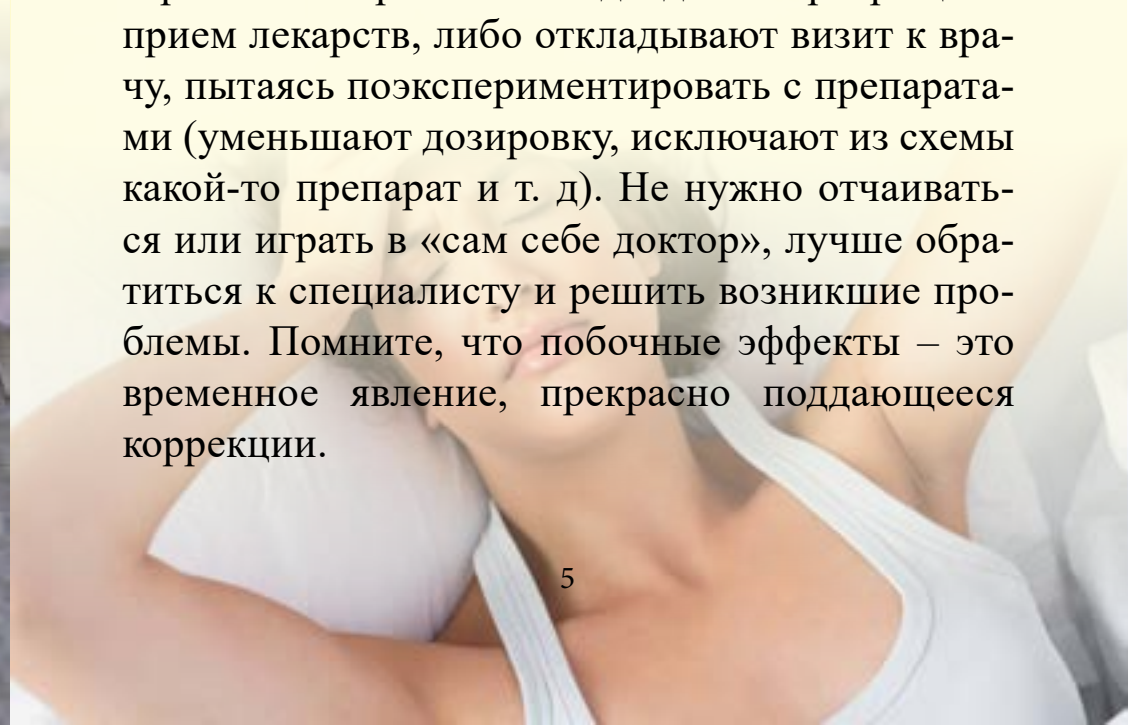 прием лекарств, либо откладывают визит к вра-
чу, пытаясь поэкспериментировать с препарата-
ми (уменьшают дозировку, исключают из схемы
какой-то препарат и т. д). Не нужно отчаивать-
ся или играть в «сам себе доктор», лучше обра-
титься к специалисту и решить возникшие про-
блемы. Помните, что побочные эффекты – это
временное явление, прекрасно поддающееся
коррекции.
5